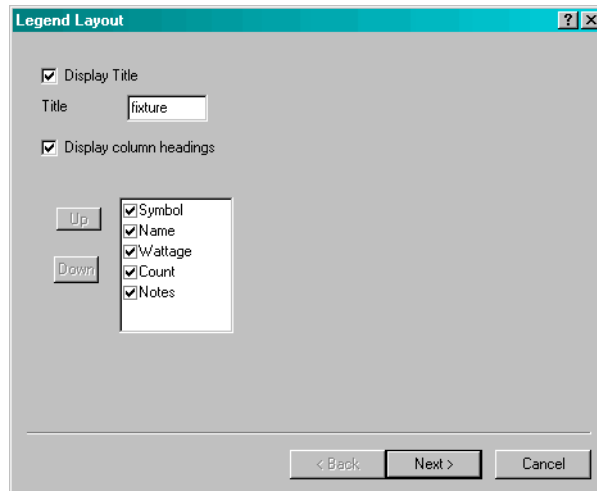 Legend Layout
? X
Display Title
Title fixture
Display column headings
Up
Down
Symbol
Name
Wattage
Count
Notes
< Back Next > Cancel